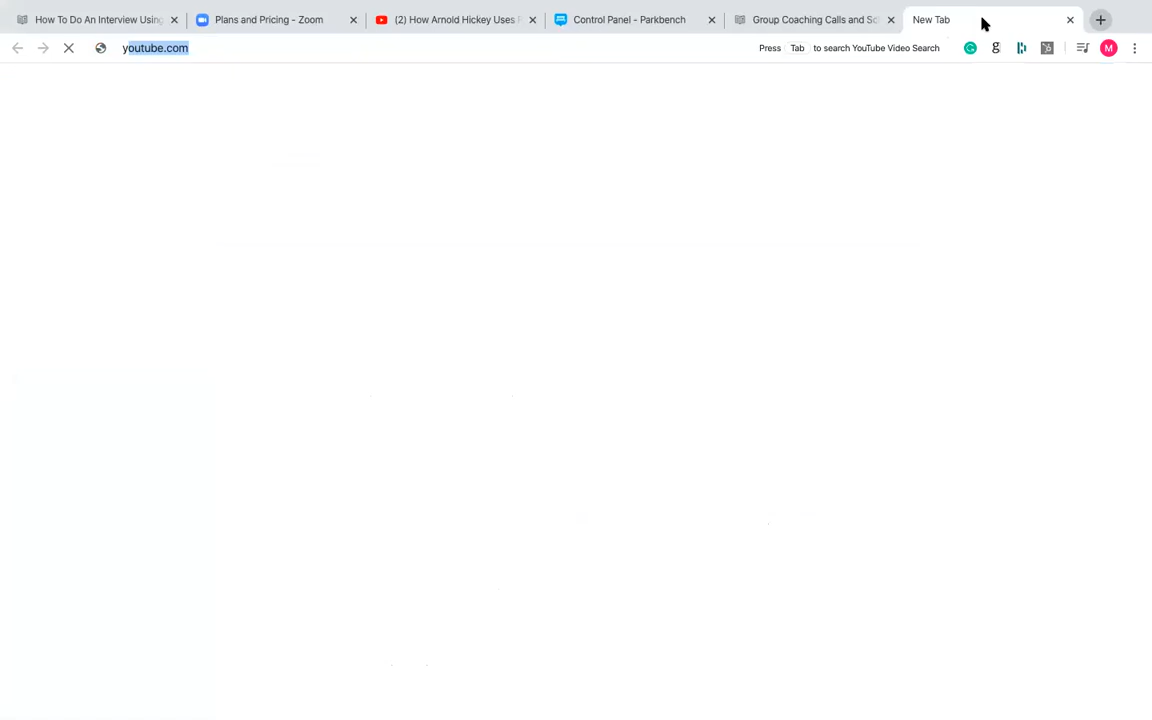 How To Do An Interview Using
Plans and Pricing - Zoom
(2) How Arnold Hickey Uses
Control Panel - Parkbench
Group Coaching Calls and
New Tab
youtube.com
Press Tab to search YouTube Video Search
g
M